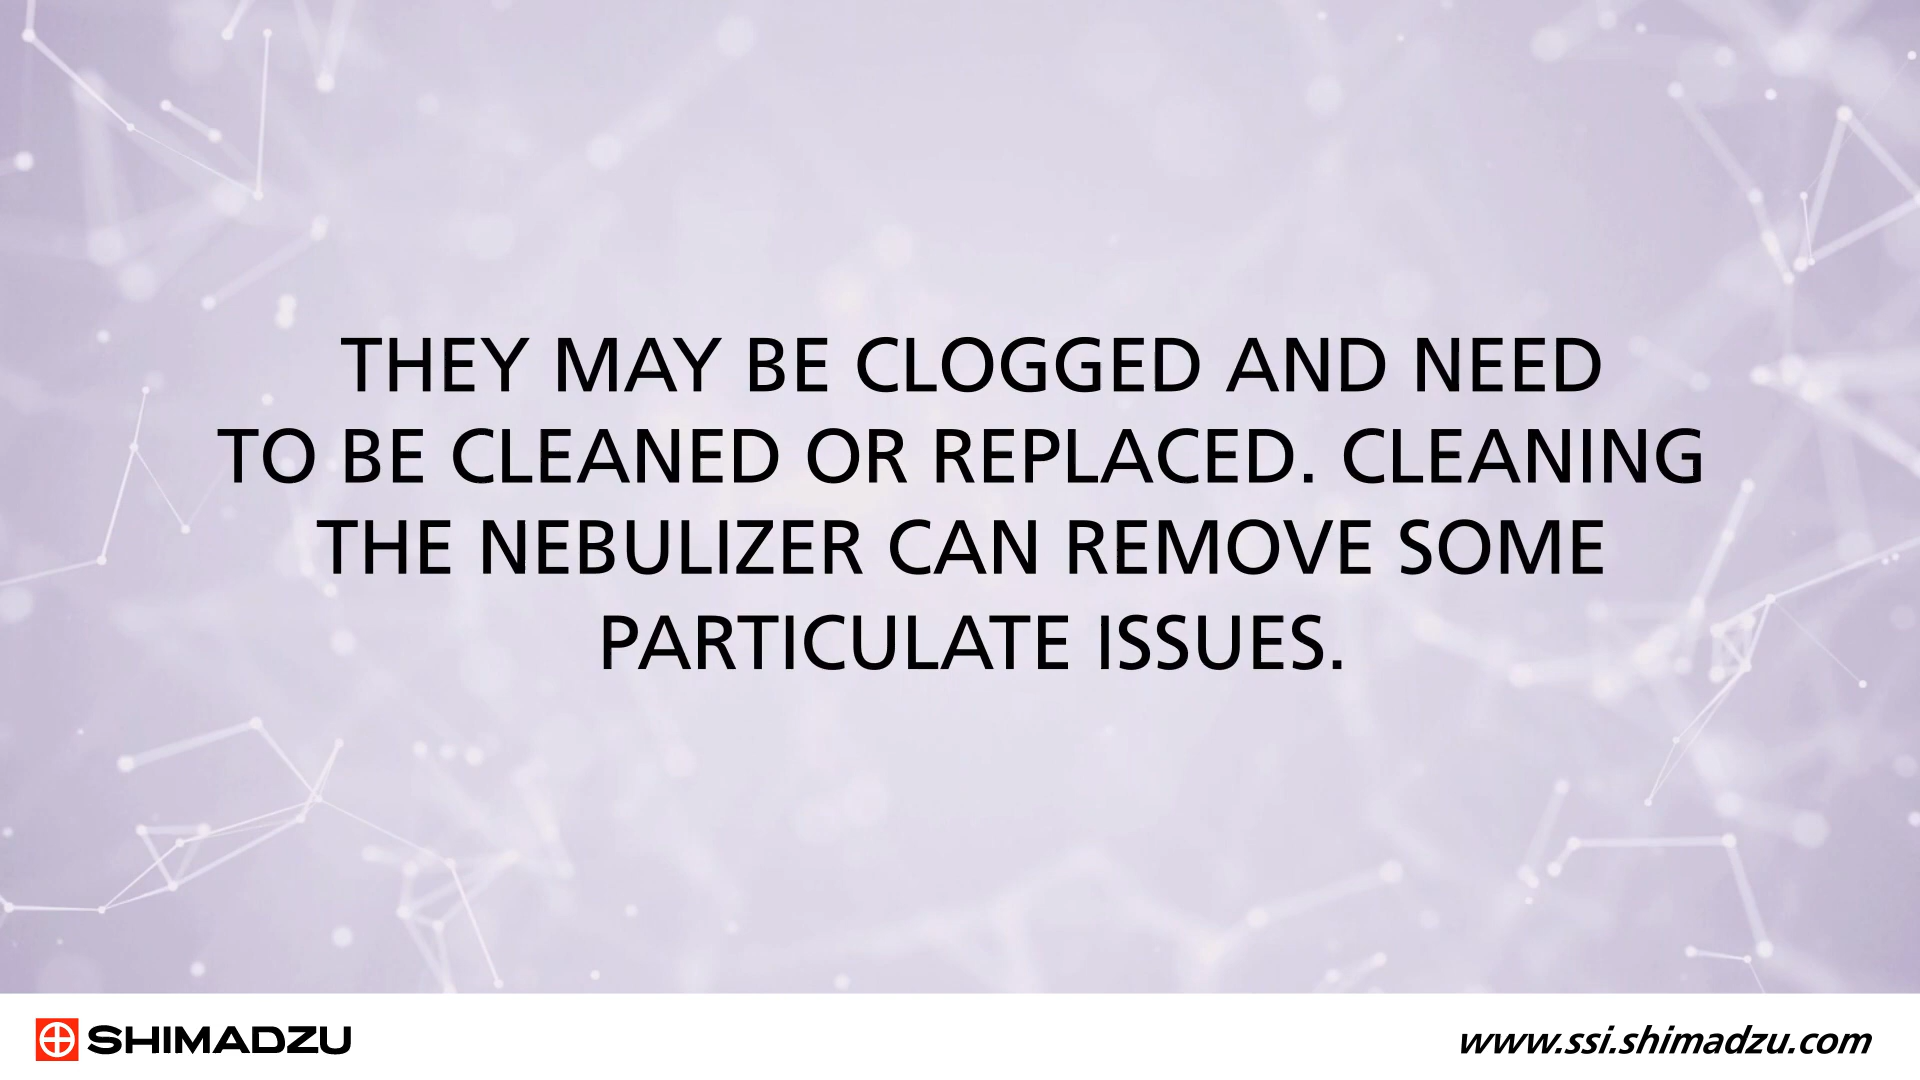 THEY MAY BE CLOGGED AND NEED
TO BE CLEANED OR REPLACED. CLEANING
THE NEBULIZER CAN REMOVE SOME
PARTICULATE ISSUES.
SHIMADZU
www.ssi.shimadzu.com